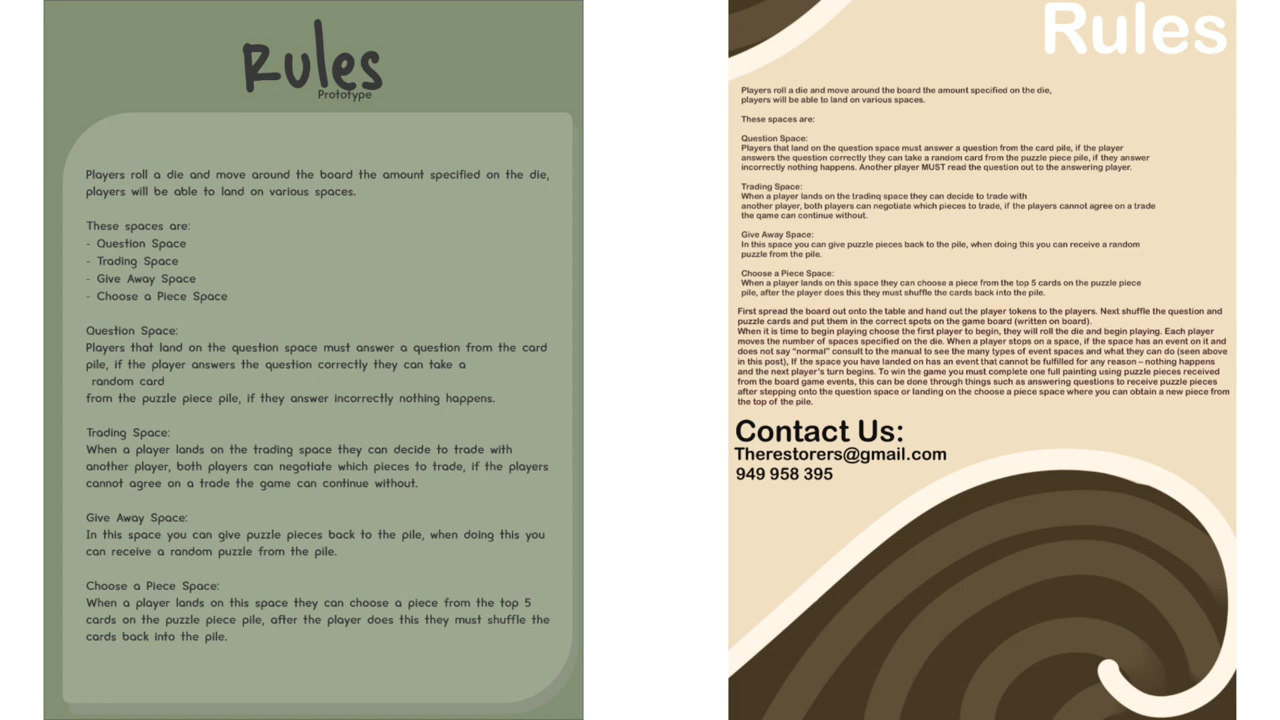 Rules
Prototype
Players roll a die and move around the board the amount specified on the die,
players will be able to land on various spaces.
These spaces are:
- Question Space
- Trading Space
- Give Away Space
- Choose a Piece Space
Question Space:
Players that land on the question space must answer a question from the card
pile, if the player answers the question correctly they can take a
random card
from the puzzle piece pile, if they answer incorrectly nothing happens.
Trading Space:
When a player lands on the trading space they can decide to trade with
another player, both players can negotiate which pieces to trade, if the players
cannot agree on a trade the game can continue without.
Give Away Space:
In this space you can give puzzle pieces back to the pile, when doing this you
can receive a random puzzle from the pile.
Choose a Piece Space:
When a player lands on this space they can choose a piece from the top 5
cards on the puzzle piece pile, after the player does this they must shuffle the
cards back into the pile.
Rules
Players roll a die and move around the board the amount specified on the die,
players will be able to land on various spaces.
These spaces are:
Question Space:
Players that land on the question space must answer a question from the card pile, if the player
answers the question correctly they can take a random card from the puzzle piece pile, if they answer
incorrectly nothing happens. Another player MUST read the question out to the answering player.
Trading Space:
When a player lands on the trading space they can decide to trade with
another player, both players can negotiate which pieces to trade, if the players cannot agree on a trade
the game can continue without.
Give Away Space:
In this space you can give puzzle pieces back to the pile, when doing this you can receive a random
puzzle from the pile.
Choose a Piece Space:
When a player lands on this space they can choose a piece from the top 5 cards on the puzzle piece
pile, after the player does this they must shuffle the cards back into the pile.
First spread the board out onto the table and hand out the player tokens to the players. Next shuffle the question and
puzzle cards and put them in the correct spots on the game board (written on board).
When it is time to begin playing choose the first player to begin, they will roll the die and begin playing. Each player
moves the number of spaces specified on the die. When a player stops on a space, if the space has an event on it and
does not say “normal” consult to the manual to see the many types of event spaces and what they can do (seen above
in this post), If the space you have landed on has an event that cannot be fulfilled for any reason – nothing happens
and the next player’s turn begins. To win the game you must complete one full painting using puzzle pieces received
from the board game events, this can be done through things such as answering questions to receive puzzle pieces
after stepping onto the question space or landing on the choose a piece space where you can obtain a new piece from
the top of the pile.
Contact Us:
Therestorers@gmail.com
949 958 395